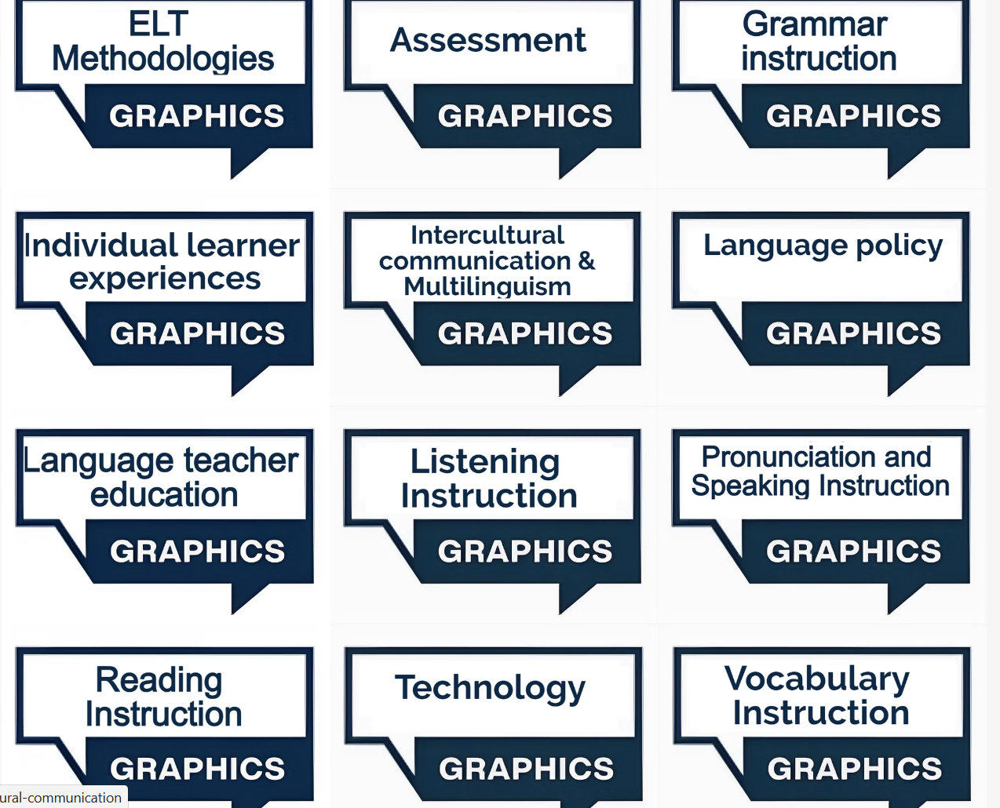 ELT
Methodologies
GRAPHICS
Assessment
GRAPHICS
Grammar
instruction
GRAPHICS
Individual learner
experiences
GRAPHICS
Intercultural
communication &
Multilinguism
GRAPHICS
Language policy
GRAPHICS
Language teacher
education
GRAPHICS
Listening
Instruction
GRAPHICS
Pronunciation and
Speaking Instruction
GRAPHICS
Reading
Instruction
GRAPHICS
Technology
GRAPHICS
Vocabulary
Instruction
GRAPHICS
ural-communication